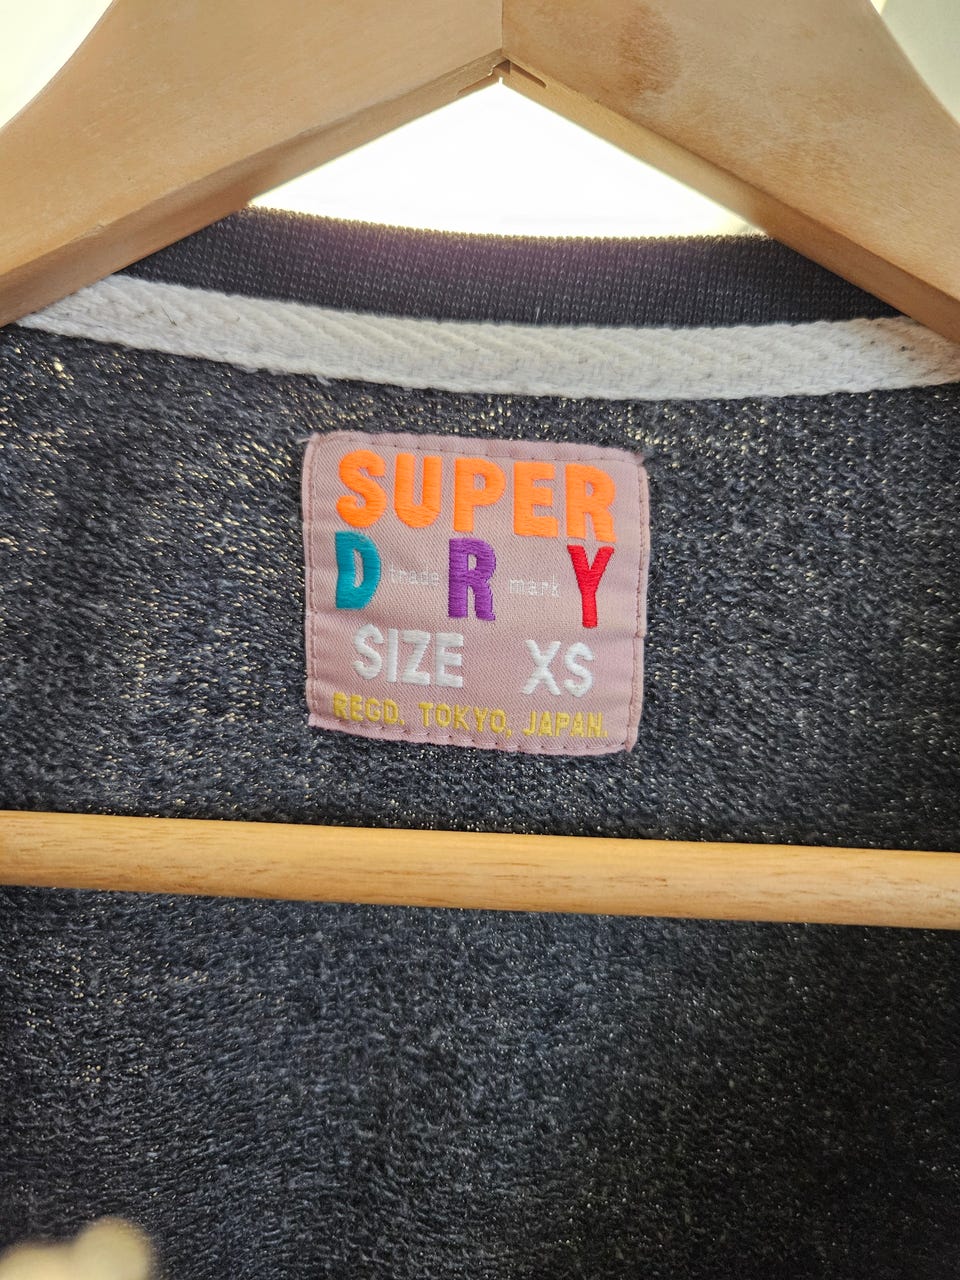 SUPER
D trade R mark Y
SIZE XS
REGD. TOKYO, JAPAN.